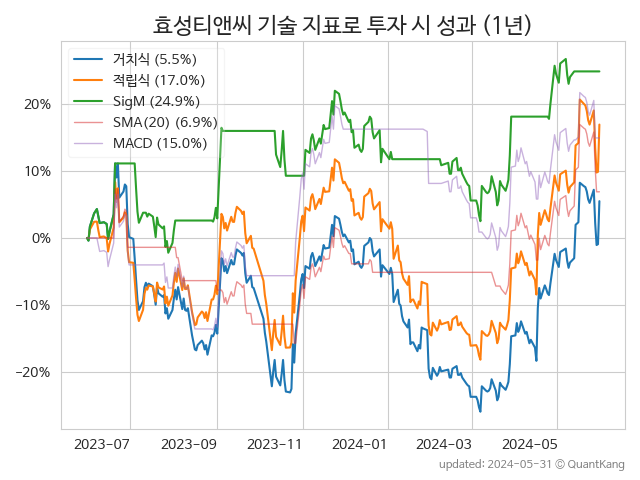 효성티앤씨 기술 지표로 투자 시 성과 (1년)
거치식 (5.5%)
적립식 (17.0%)
SigM (24.9%)
SMA(20) (6.9%)
MACD (15.0%)
20%
10%
0%
−10%
−20%
2023-07
2023-09
2023-11
2024-01
2024-03
2024-05
updated: 2024-05-31 © QuantKang